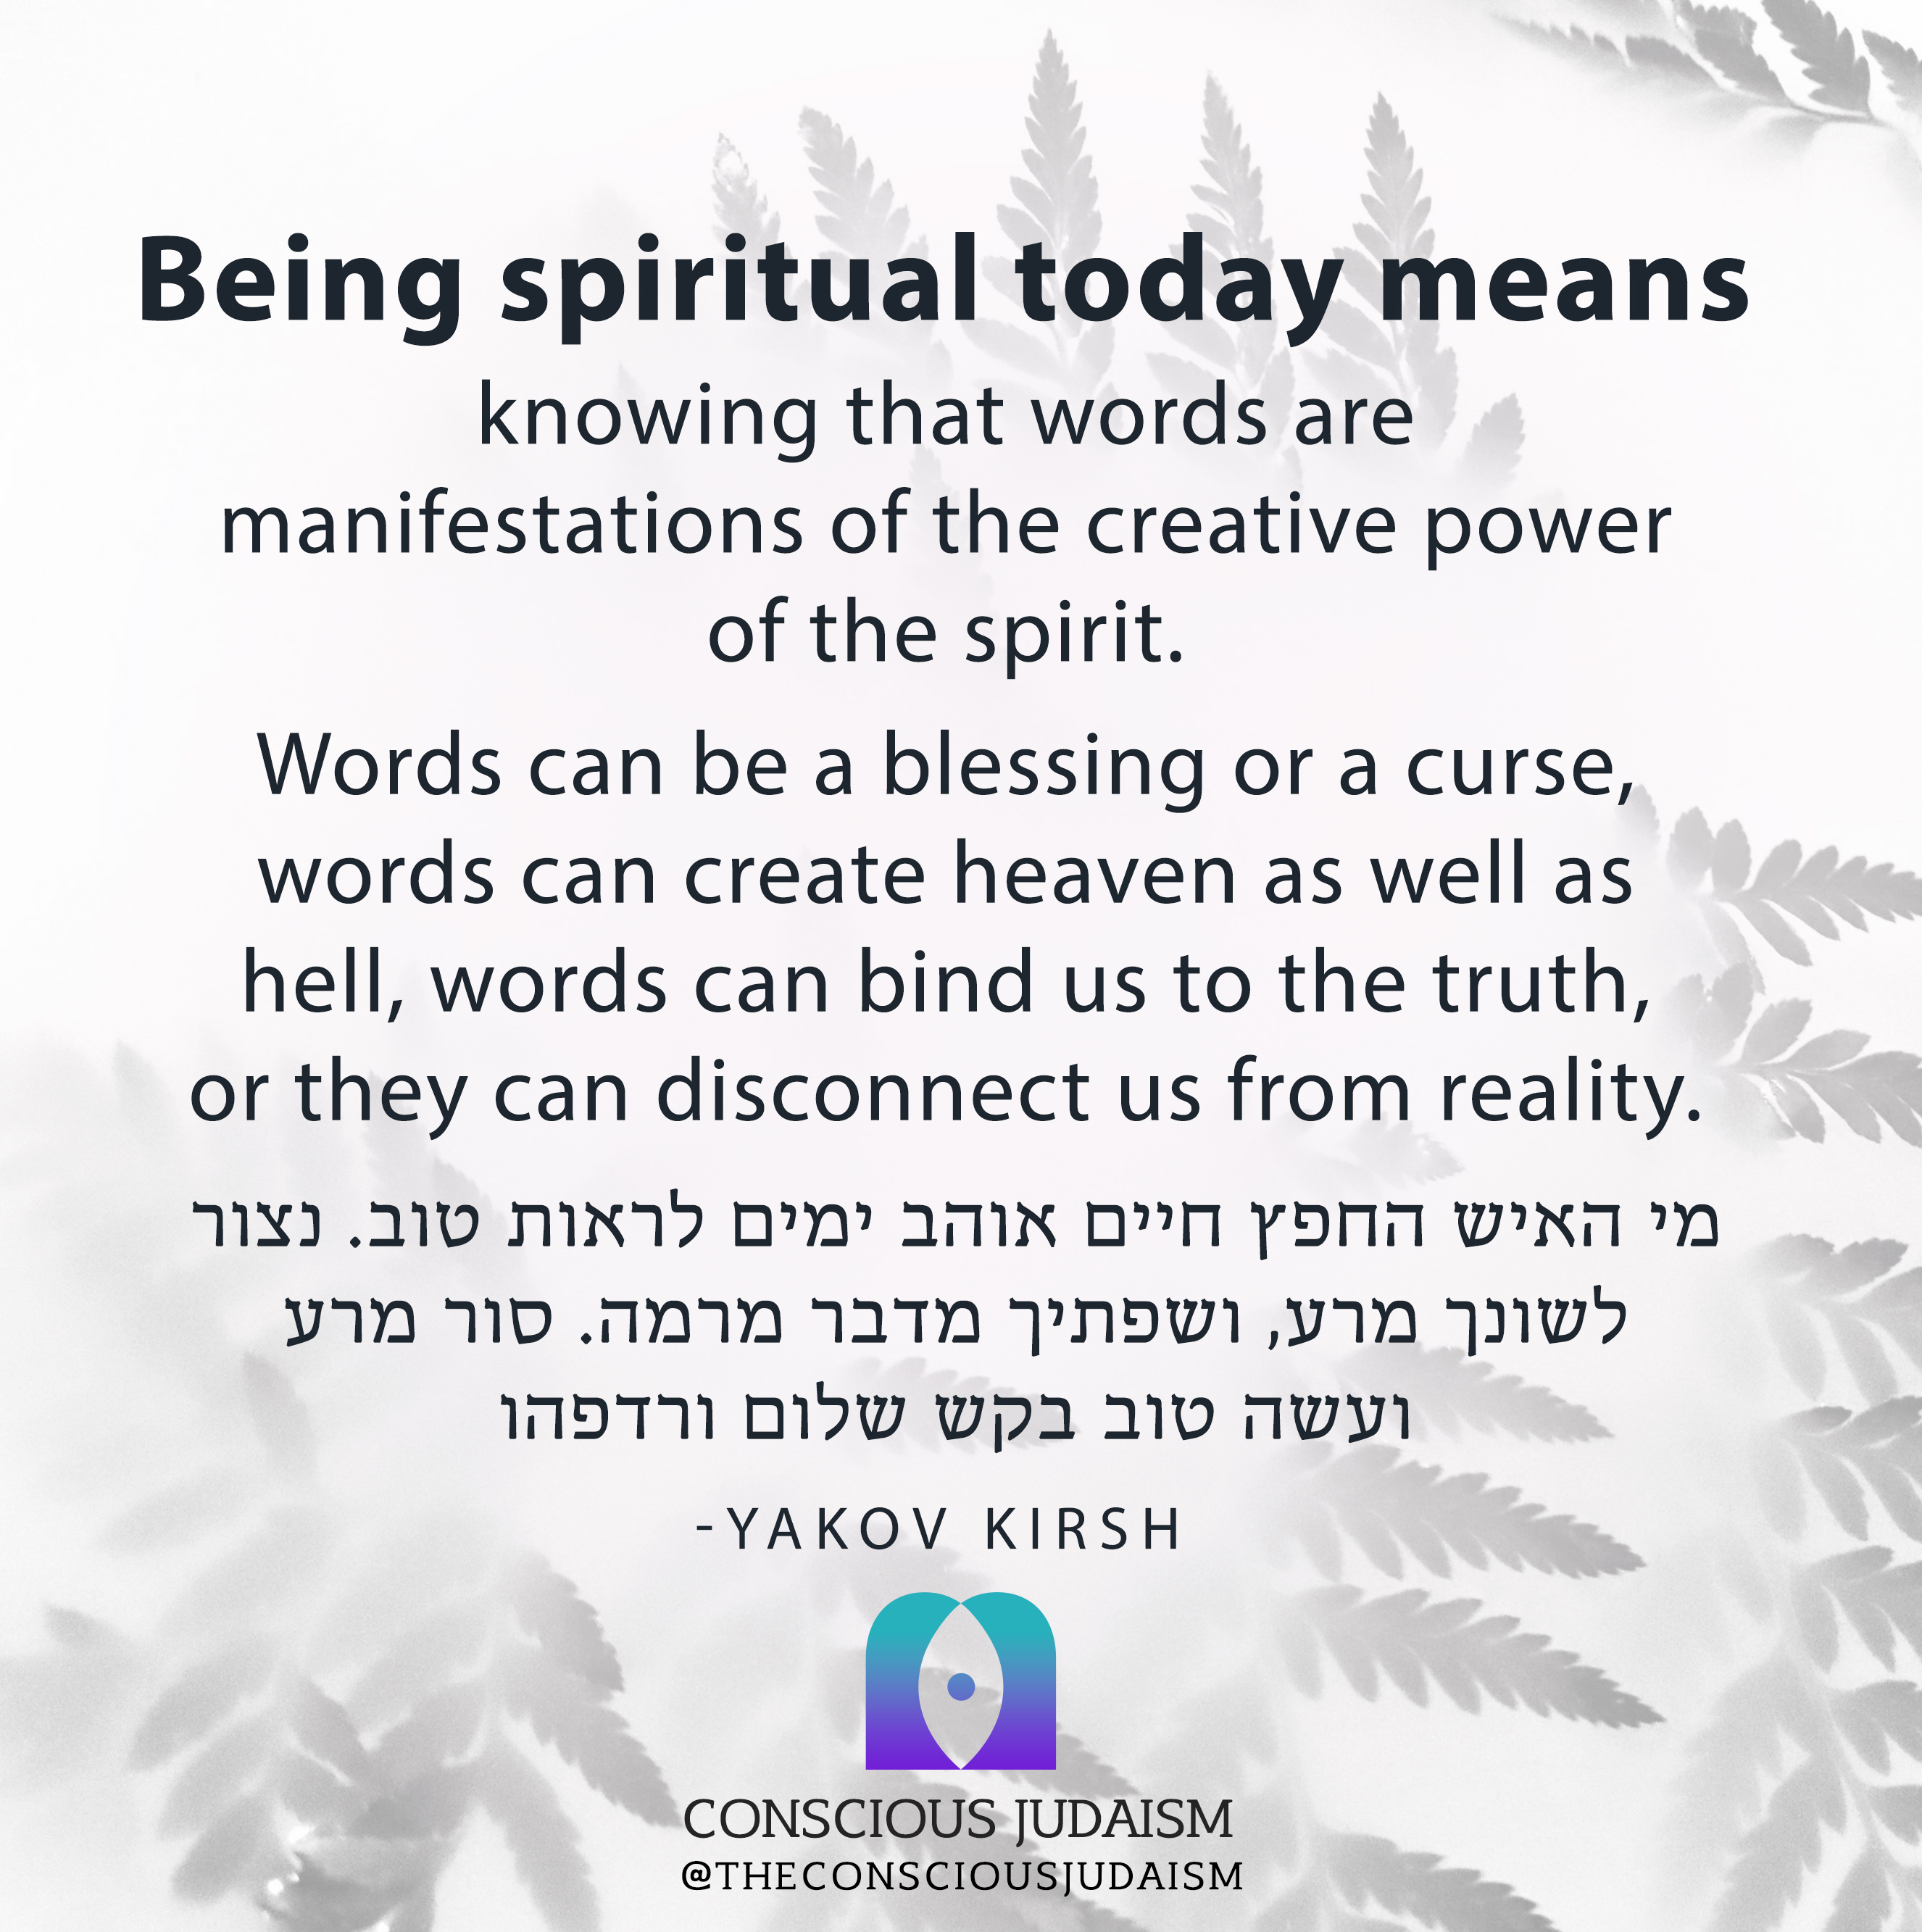 Being spiritual today means
knowing that words are
manifestations of the creative power
of the spirit.
Words can be a blessing or a curse,
words can create heaven as well as
hell, words can bind us to the truth,
or they can disconnect us from reality.
מי האיש החפץ חיים אוהב ימים לראות טוב. נצור
לשונך מרע, ושפתיך מדבר מרמה. סור מרע
ועשה טוב בקש שלום ורדפהו
-YAKOV KIRSH
CONSCIOUS JUDAISM
@THECONSCIOUSJUDAISM